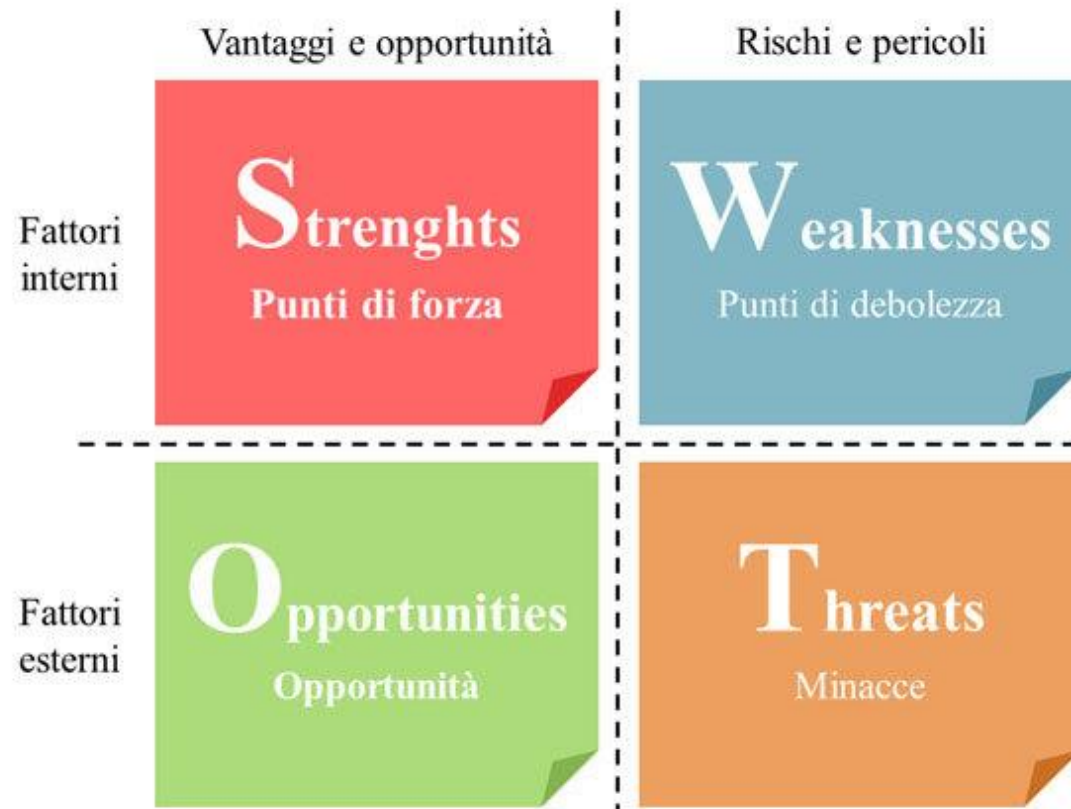 Vantaggi e opportunità
Rischi e pericoli
Fattori
interni
Strenghts
Punti di forza
Weaknesses
Punti di debolezza
Fattori
esterni
Opportunities
Opportunità
Threats
Minacce